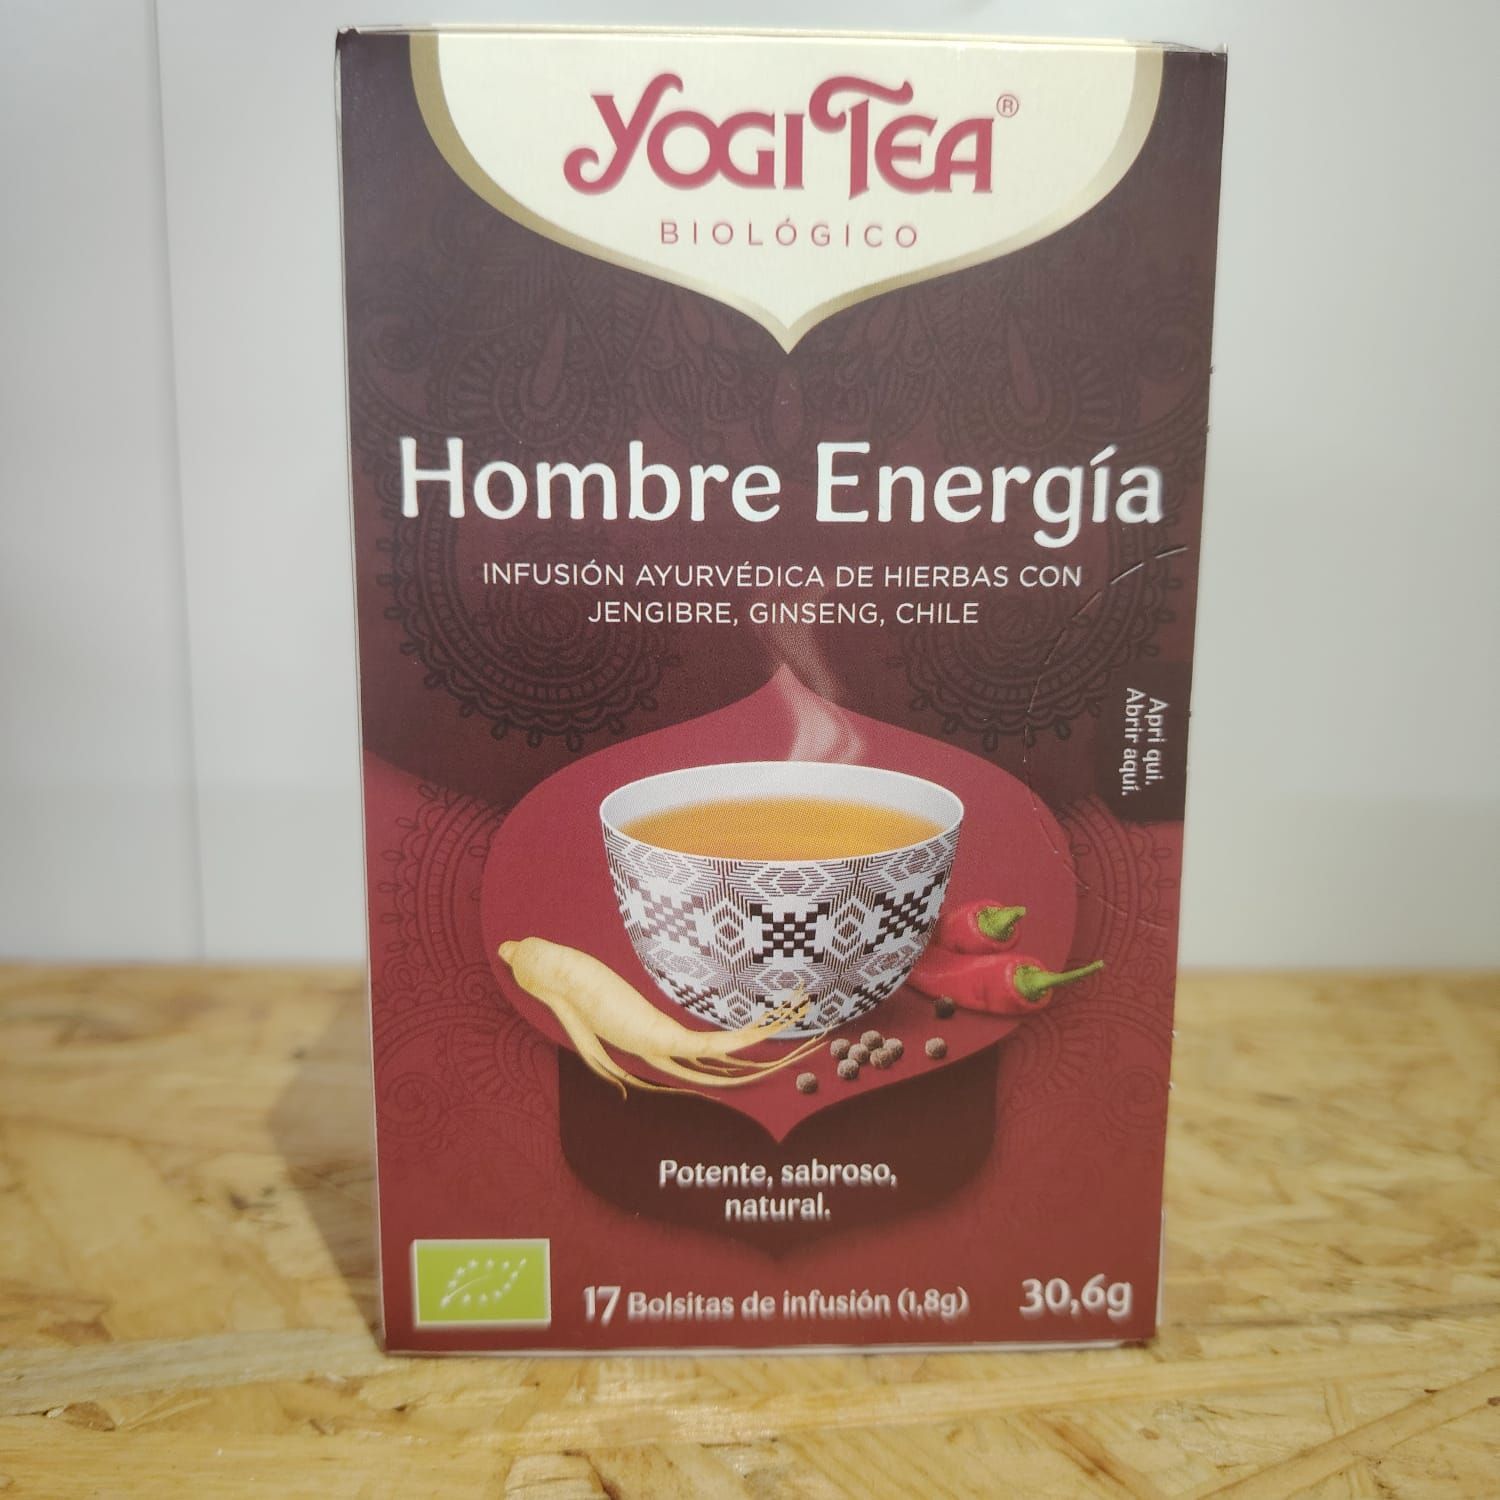 YOGI TEA®
BIOLÓGICO
Hombre Energía
INFUSIÓN AYURVÉDICA DE HIERBAS CON
JENGIBRE, GINSENG, CHILE
Apri qui.
Abrir aquí.
Potente, sabroso,
natural.
17 Bolsitas de infusión (1,8g) 30,6g